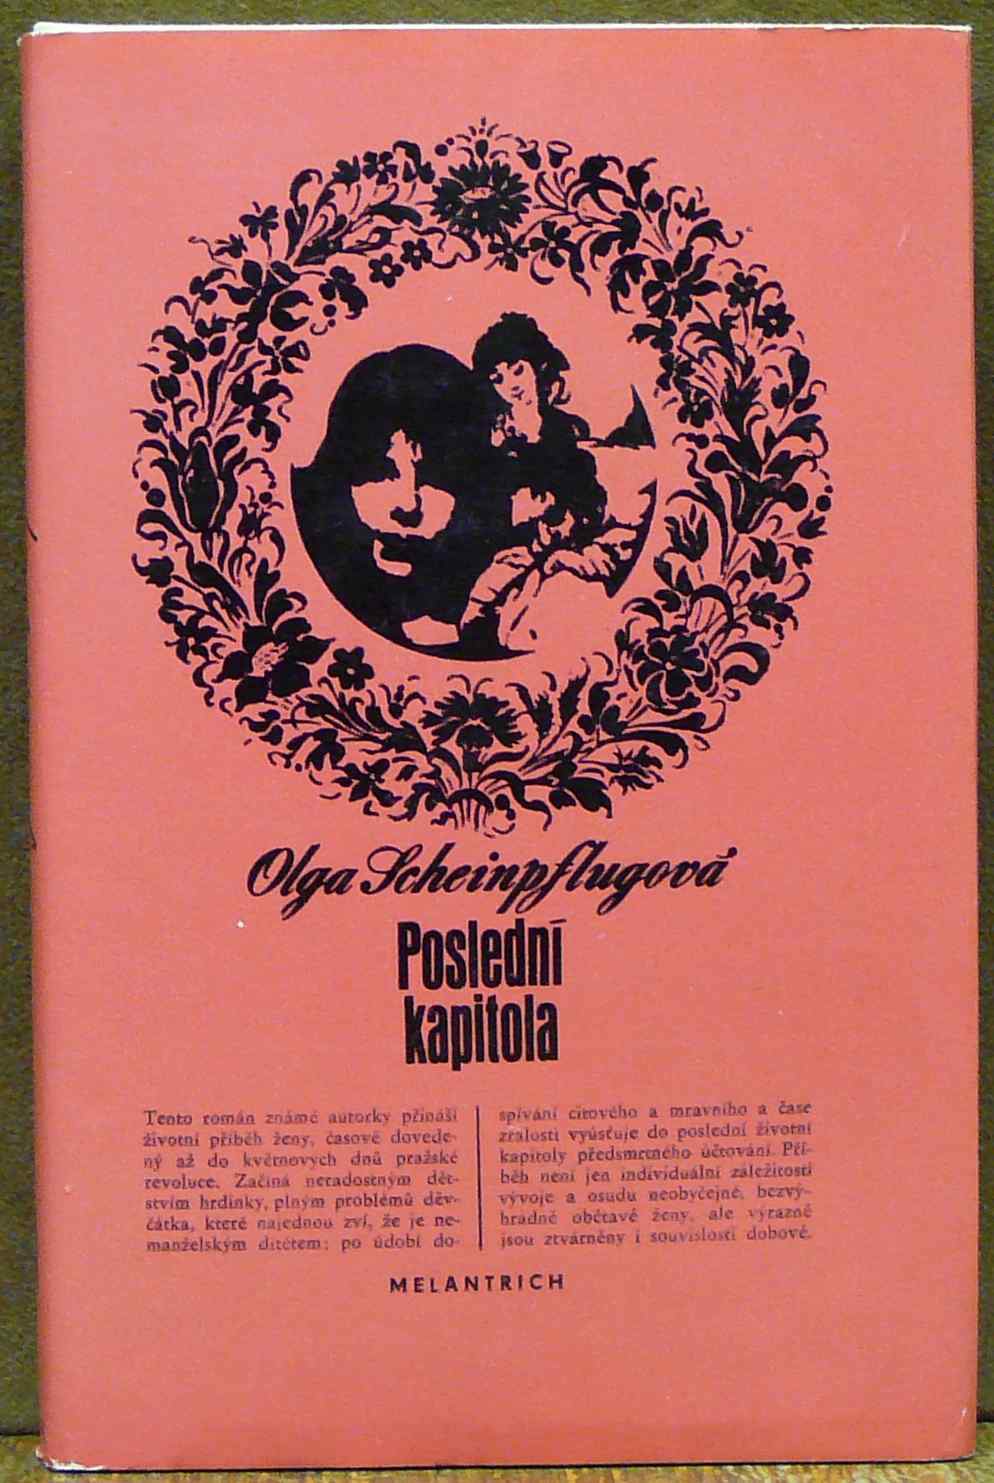 Olga Scheinpflugová
Poslední
kapitola
Tento román známé autorky přináší
životní příběh ženy, časově dovede-
ný až do květnových dnů pražské
revoluce. Začíná neradostným dět-
stvím hrdinky, plným problémů děv-
čátka, které najednou zví, že je ne-
manželským dítětem; po údobí do-
spívání citového a mravního a čase
zralosti vyúsťuje do poslední životní
kapitoly předsmrtného účtování. Pří-
běh není jen individuální záležitostí
vývoje a osudu neobyčejné, bezvý-
hradně obětavé ženy, ale výrazně
jsou ztvárněny i souvislosti dobové.
MELANTRICH